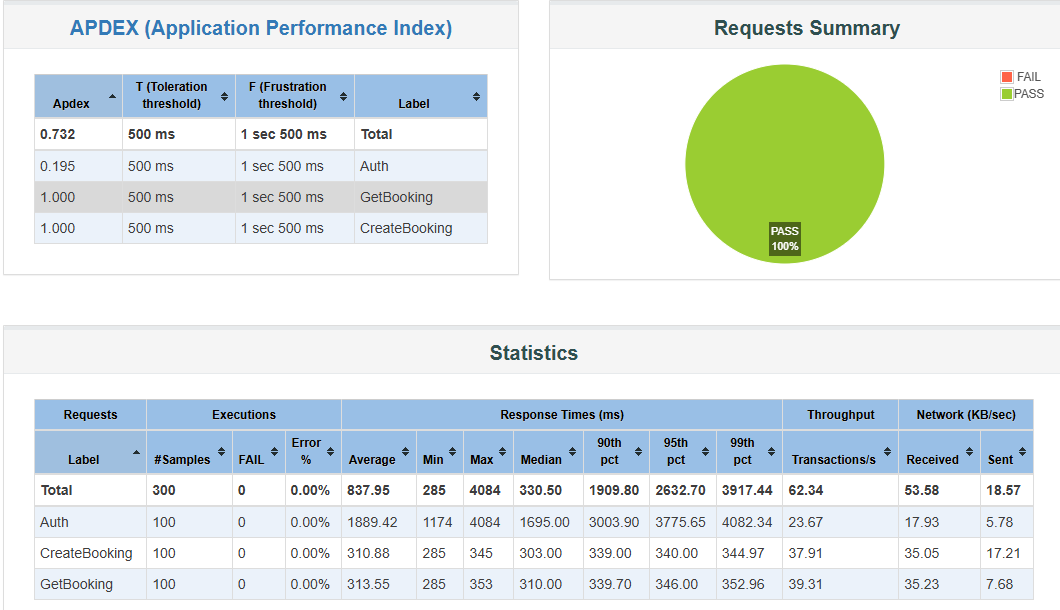 APDEX (Application Performance Index)
Apdex T (Toleration threshold) F (Frustration threshold) Label
0.732 500 ms 1 sec 500 ms Total
0.195 500 ms 1 sec 500 ms Auth
1.000 500 ms 1 sec 500 ms GetBooking
1.000 500 ms 1 sec 500 ms CreateBooking
Requests Summary
FAIL
PASS
PASS
100%
Statistics
Requests Executions Response Times (ms) Throughput Network (KB/sec)
Label #Samples FAIL Error % Average Min Max Median 90th pct 95th pct 99th pct Transactions/s Received Sent
Total 300 0 0.00% 837.95 285 4084 330.50 1909.80 2632.70 3917.44 62.34 53.58 18.57
Auth 100 0 0.00% 1889.42 1174 4084 1695.00 3003.90 3775.65 4082.34 23.67 17.93 5.78
CreateBooking 100 0 0.00% 310.88 285 345 303.00 339.00 340.00 344.97 37.91 35.05 17.21
GetBooking 100 0 0.00% 313.55 285 353 310.00 339.70 346.00 352.96 39.31 35.23 7.68